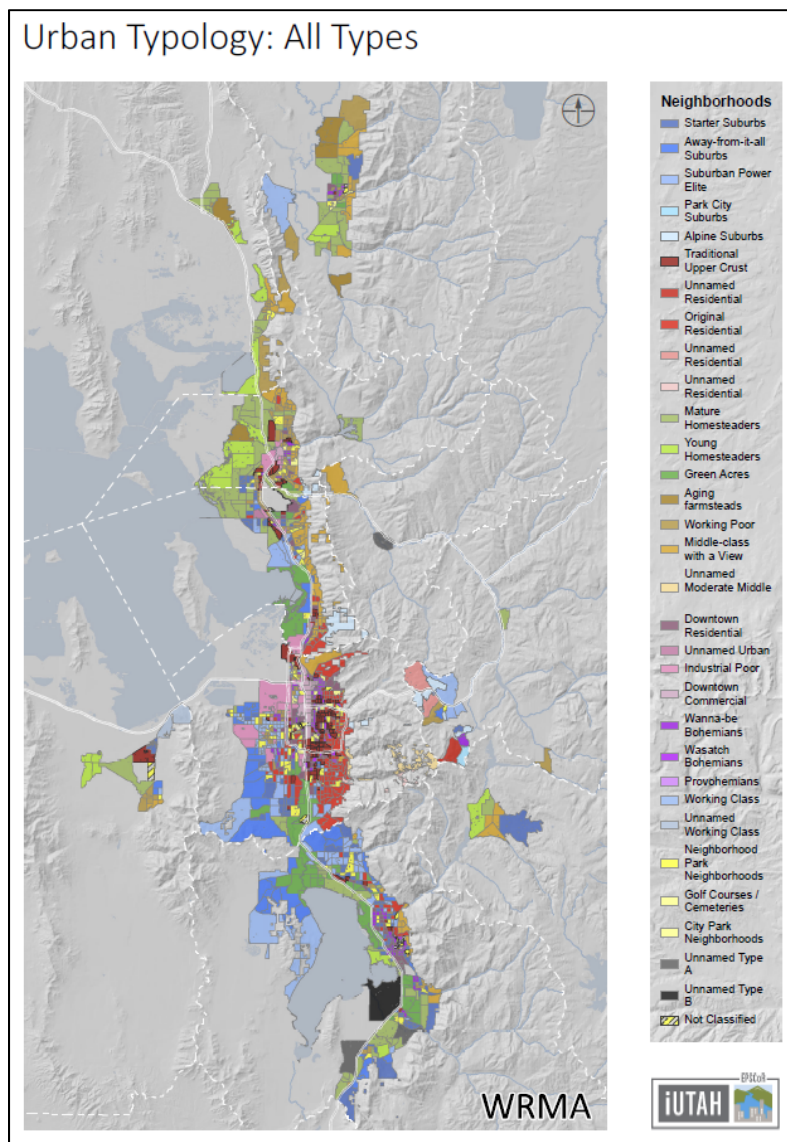 Urban Typology: All Types
Neighborhoods
Starter Suburbs
Away-from-it-all
Suburbs
Suburban Power
Elite
Park City
Suburbs
Alpine Suburbs
Traditional
Upper Crust
Unnamed
Residential
Original
Residential
Unnamed
Residential
Unnamed
Residential
Mature
Homesteaders
Young
Homesteaders
Green Acres
Aging
farmsteads
Working Poor
Middle-class
with a View
Unnamed
Moderate Middle
Downtown
Residential
Unnamed Urban
Industrial Poor
Downtown
Commercial
Wanna-be
Bohemians
Wasatch
Bohemians
Provohemians
Working Class
Unnamed
Working Class
Neighborhood
Park
Neighborhoods
Golf Courses /
Cemeteries
City Park
Neighborhoods
Unnamed Type
A
Unnamed Type
B
Not Classified
WRMA
EPSCoR
iUTAH